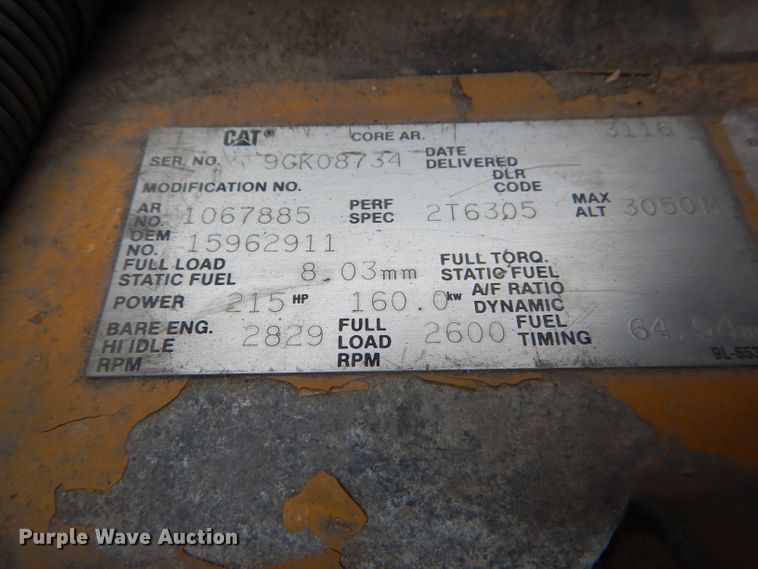 CAT® CORE AR. 3116
SER. NO. 9GK08734 DATE DELIVERED
MODIFICATION NO. DLR CODE
AR NO. 1067885 PERF SPEC 2T6305 MAX ALT 3050M
OEM NO. 15962911
FULL LOAD STATIC FUEL 8.03mm FULL TORQ. STATIC FUEL
POWER 215 HP 160.0 kw A/F RATIO DYNAMIC
BARE ENG. HI IDLE RPM 2829 FULL LOAD RPM 2600 FUEL TIMING
9L-653
Purple Wave Auction